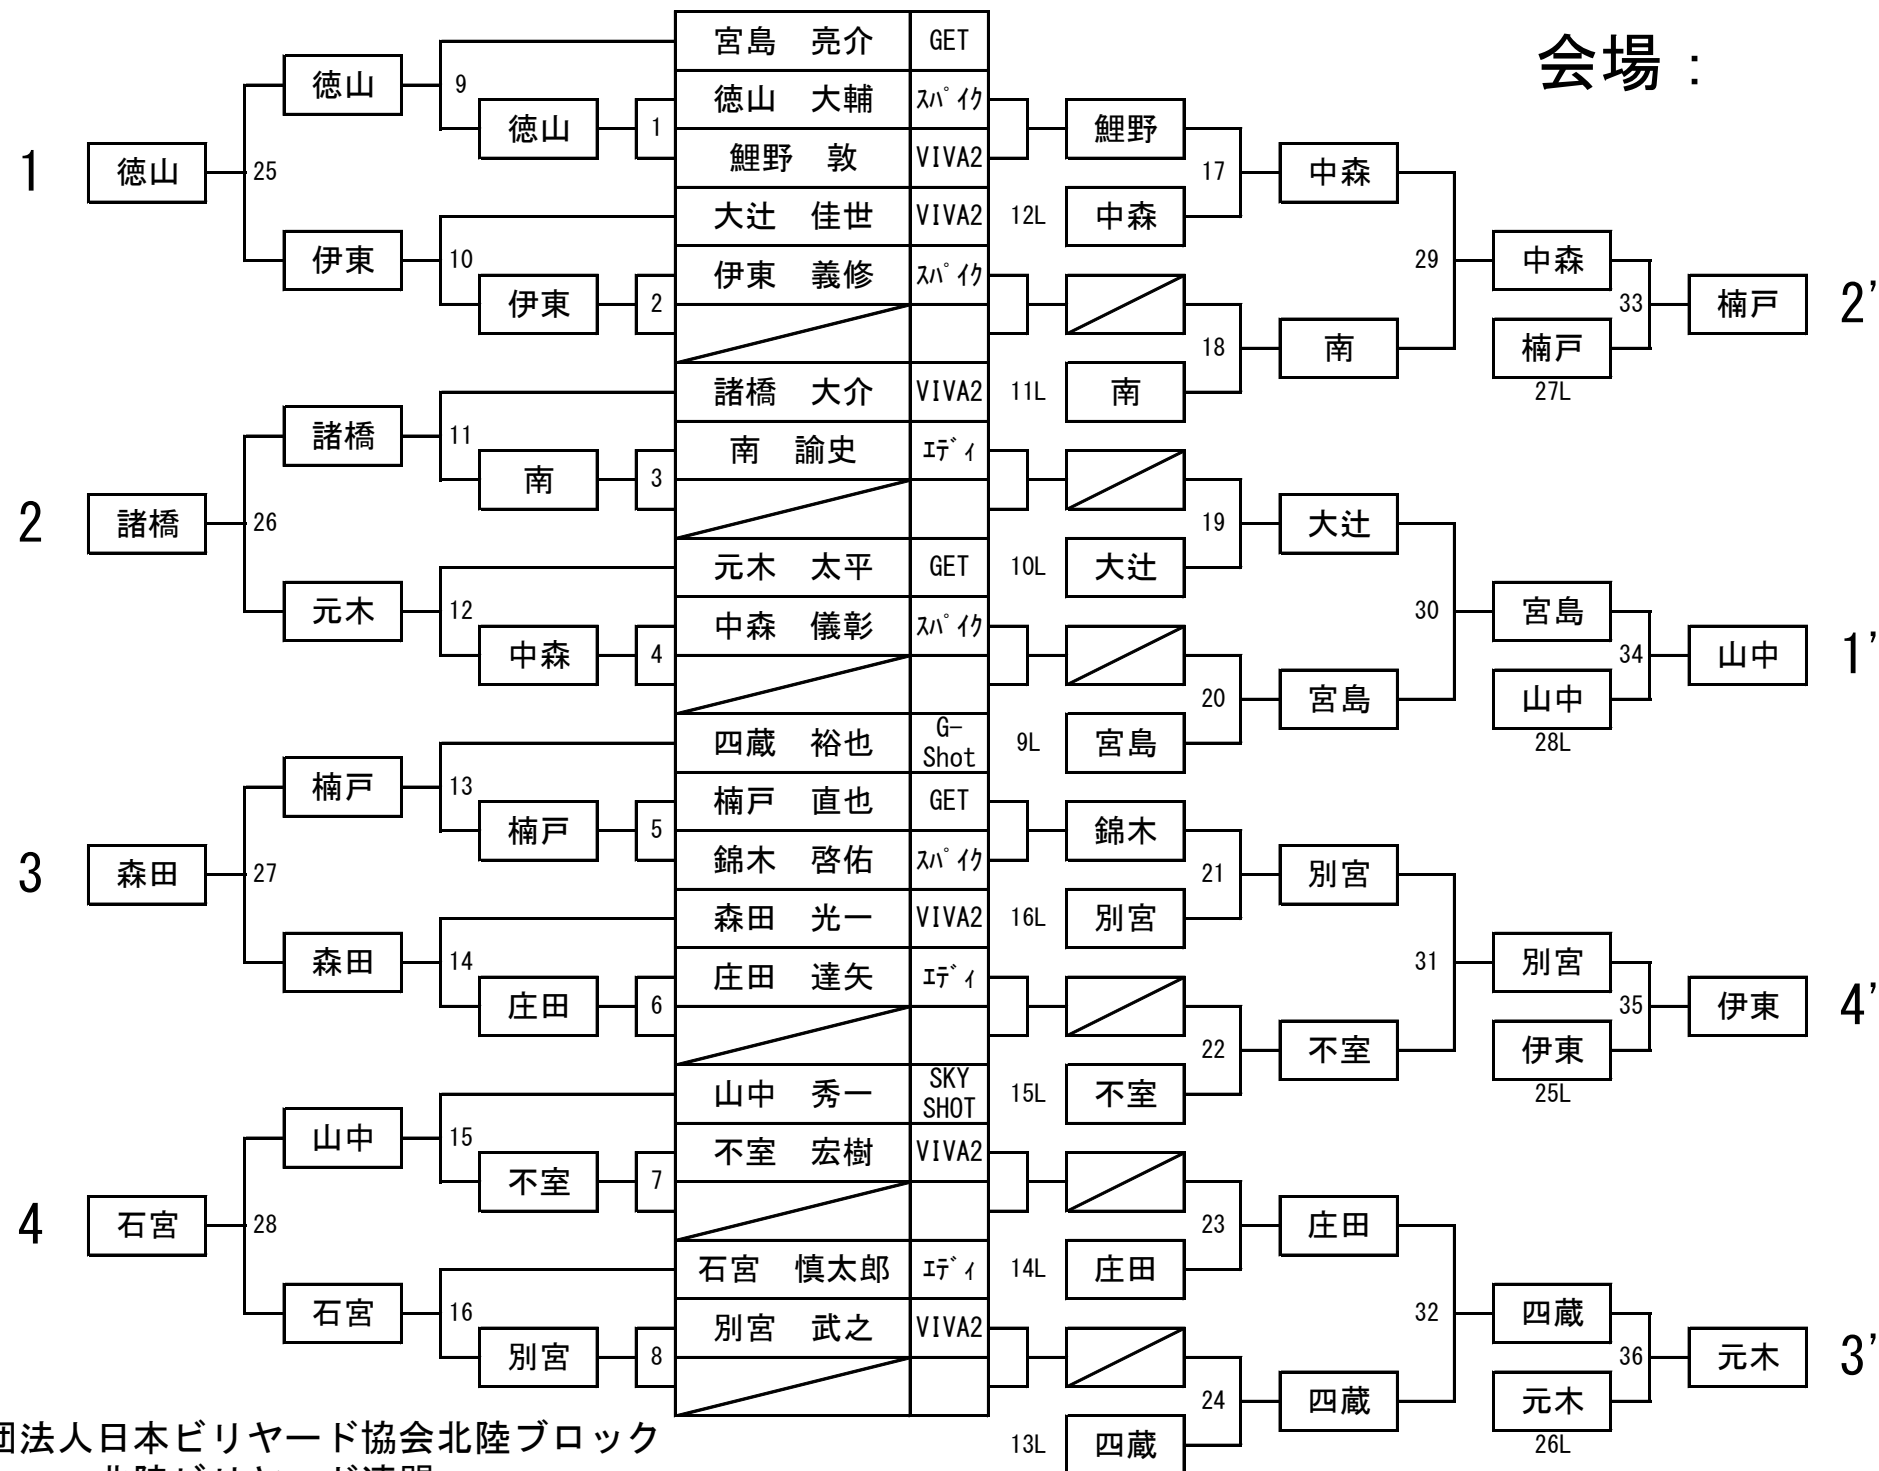 会場：
宮島　亮介 GET
徳山 9 徳山　大輔 ｽﾊﾟｲｸ
徳山 1 鯉野
1 徳山 25 鯉野　敦 VIVA2 17 中森
大辻　佳世 VIVA2 12L 中森
伊東 10 伊東　義修 ｽﾊﾟｲｸ 29 中森
伊東 2 33 楠戸 2’
18 南 楠戸
諸橋　大介 VIVA2 11L 南 27L
諸橋 11 南　諭史 ｴﾃﾞｨ
南 3
2 諸橋 26 19 大辻
元木　太平 GET 10L 大辻
元木 12 中森　儀彰 ｽﾊﾟｲｸ 30 宮島
中森 4 34 山中 1’
20 宮島 山中
四蔵　裕也 G-Shot 9L 宮島 28L
楠戸 13 楠戸　直也 GET
楠戸 5 錦木
3 森田 27 錦木　啓佑 ｽﾊﾟｲｸ 21 別宮
森田　光一 VIVA2 16L 別宮
森田 14 庄田　達矢 ｴﾃﾞｨ 31 別宮
庄田 6 35 伊東 4’
22 不室 伊東
山中　秀一 SKY SHOT 15L 不室 25L
山中 15 不室　宏樹 VIVA2
不室 7
4 石宮 28 23 庄田
石宮　慎太郎 ｴﾃﾞｨ 14L 庄田
石宮 16 別宮　武之 VIVA2 32 四蔵
別宮 8 36 元木 3’
24 四蔵 元木
13L 四蔵 26L
団法人日本ビリヤード協会北陸ブロック